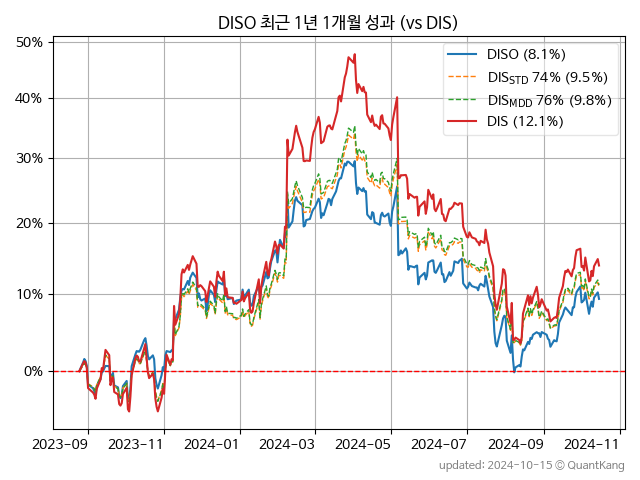 DISO 최근 1년 1개월 성과 (vs DIS)
50%
40%
30%
20%
10%
0%
DISO (8.1%)
DISSTD 74% (9.5%)
DISMDD 76% (9.8%)
DIS (12.1%)
2023-09 2023-11 2024-01 2024-03 2024-05 2024-07 2024-09 2024-11
updated: 2024-10-15 © QuantKang